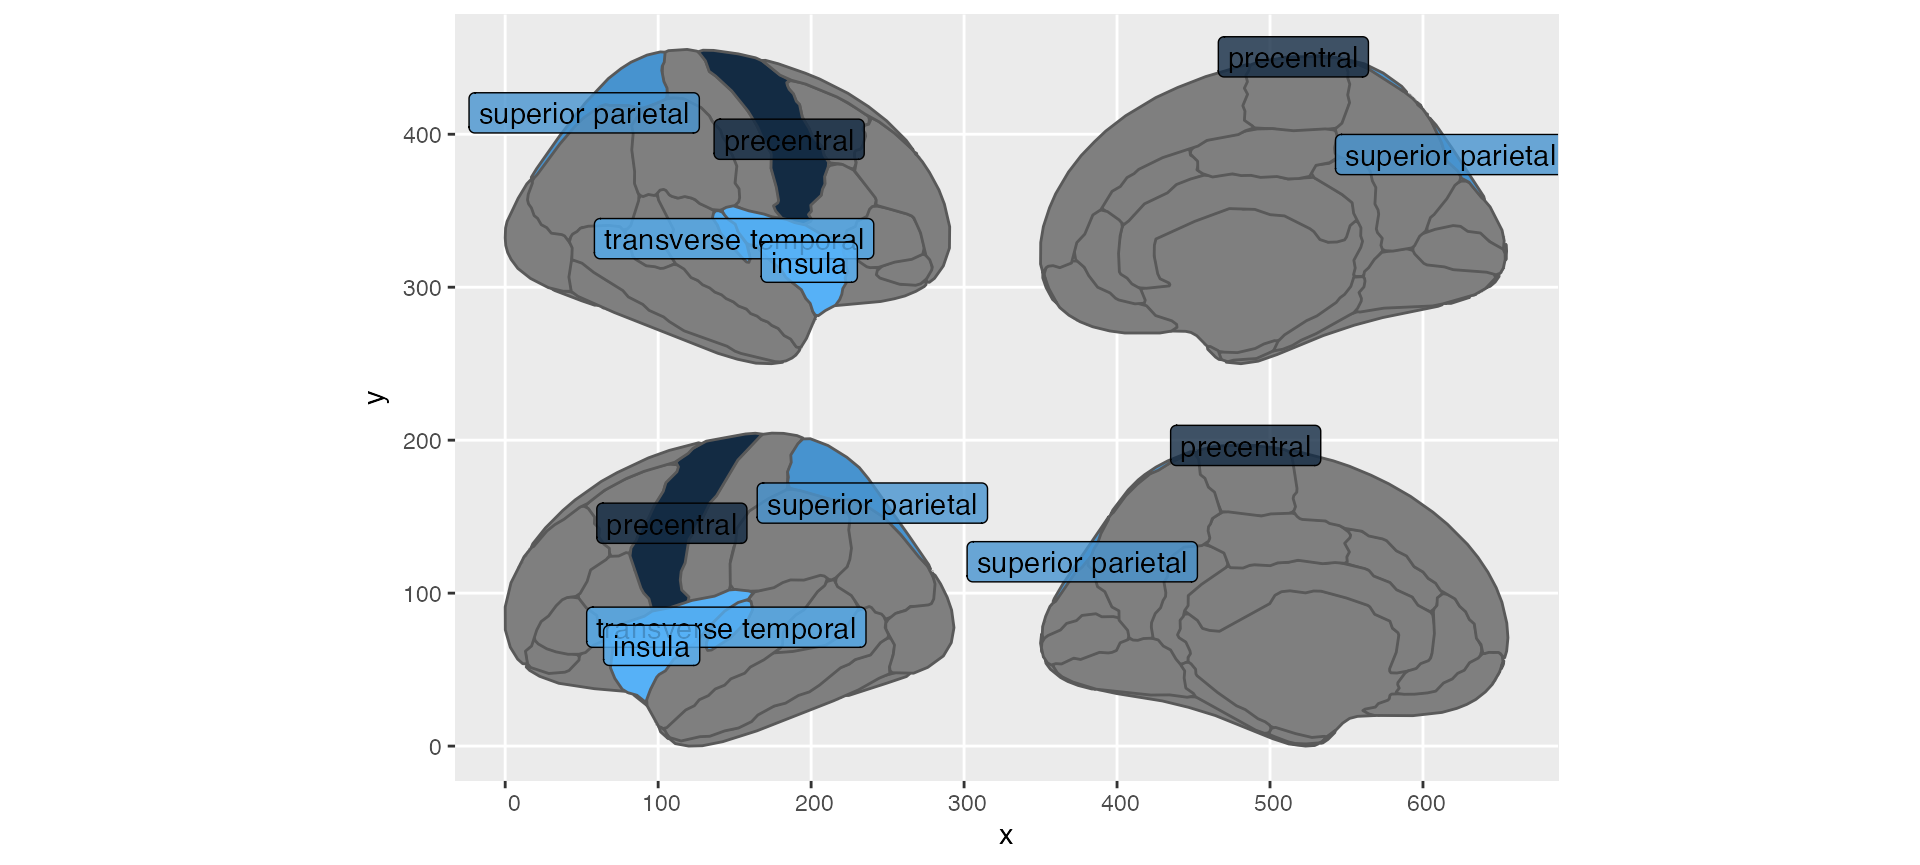 precentral
superior parietal
400
precentral
superior parietal
transverse temporal
insula
300
y
200
precentral
superior parietal
precentral
superior parietal
100
transverse temporal
insula
0
0 100 200 300 400 500 600
x